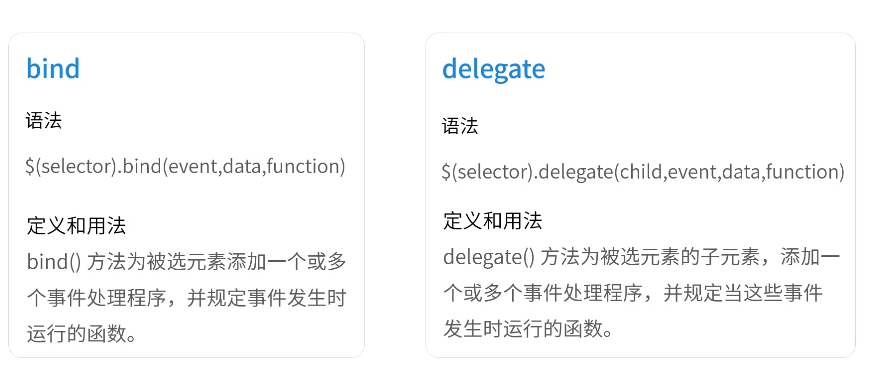 bind
语法
$(selector).bind(event,data,function)
定义和用法
bind() 方法为被选元素添加一个或多
个事件处理程序，并规定事件发生时
运行的函数。
delegate
语法
$(selector).delegate(child,event,data,function)
定义和用法
delegate() 方法为被选元素的子元素，添加一
个或多个事件处理程序，并规定当这些事件
发生时运行的函数。